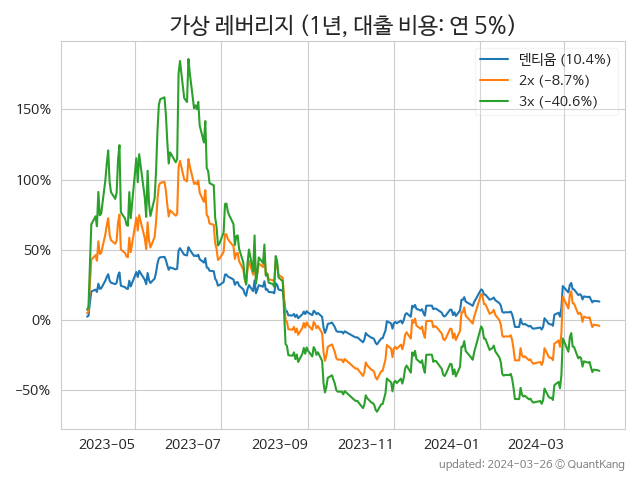 가상 레버리지 (1년, 대출 비용: 연 5%)
덴티움 (10.4%)
2x (−8.7%)
3x (−40.6%)
150%
100%
50%
0%
−50%
2023-05 2023-07 2023-09 2023-11 2024-01 2024-03
updated: 2024-03-26 © QuantKang